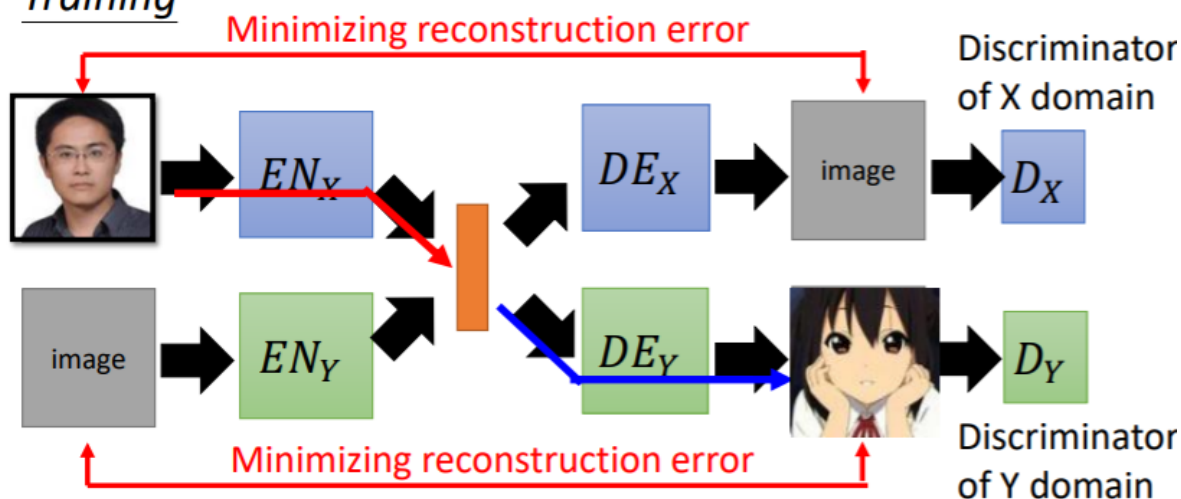 Training
Minimizing reconstruction error
Discriminator
of X domain
EN_X
DE_X
image
D_X
image
EN_Y
DE_Y
D_Y
Minimizing reconstruction error
Discriminator
of Y domain